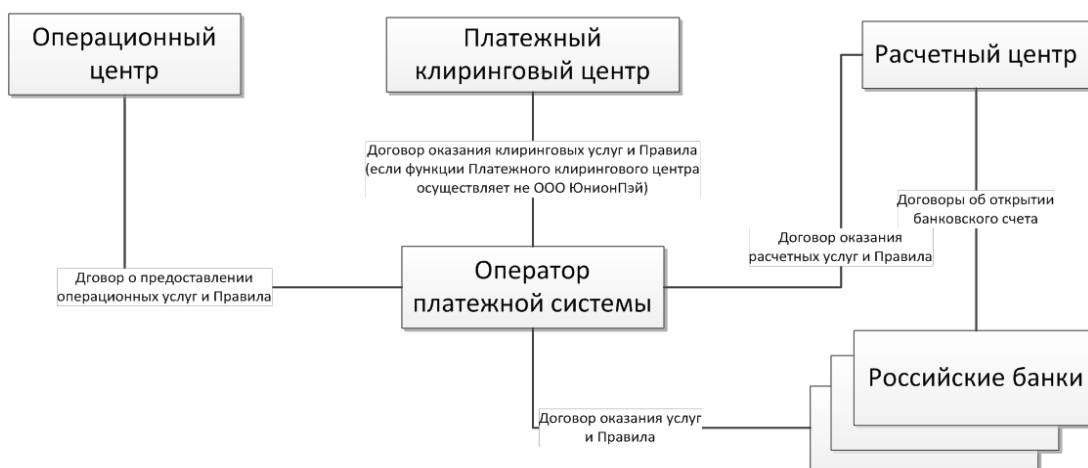 Операционный
центр
Платежный
клиринговый центр
Расчетный центр
Договор оказания клиринговых услуг и Правила
(если функции Платежного клирингового центра
осуществляет не ООО ЮнионПэй)
Договоры об открытии
банковского счета
Договор оказания
расчетных услуг и Правила
Дговор о предоставлении
операционных услуг и Правила
Оператор
платежной системы
Российские банки
Договор оказания услуг
и Правила